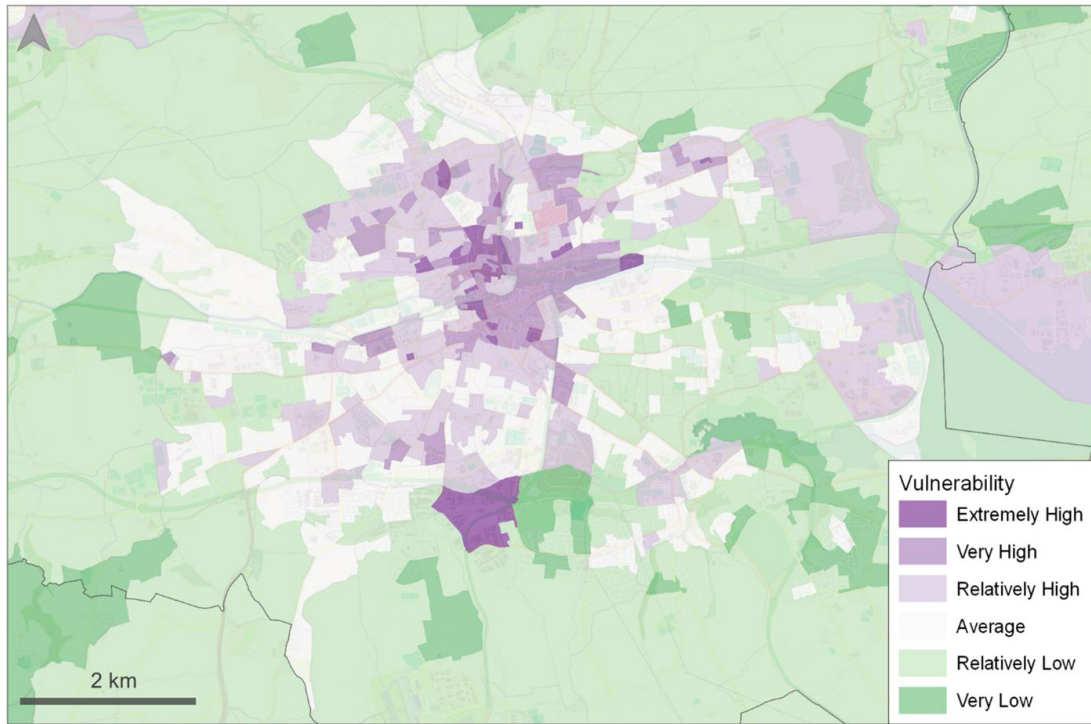 Vulnerability
Extremely High
Very High
Relatively High
Average
Relatively Low
Very Low
2 km